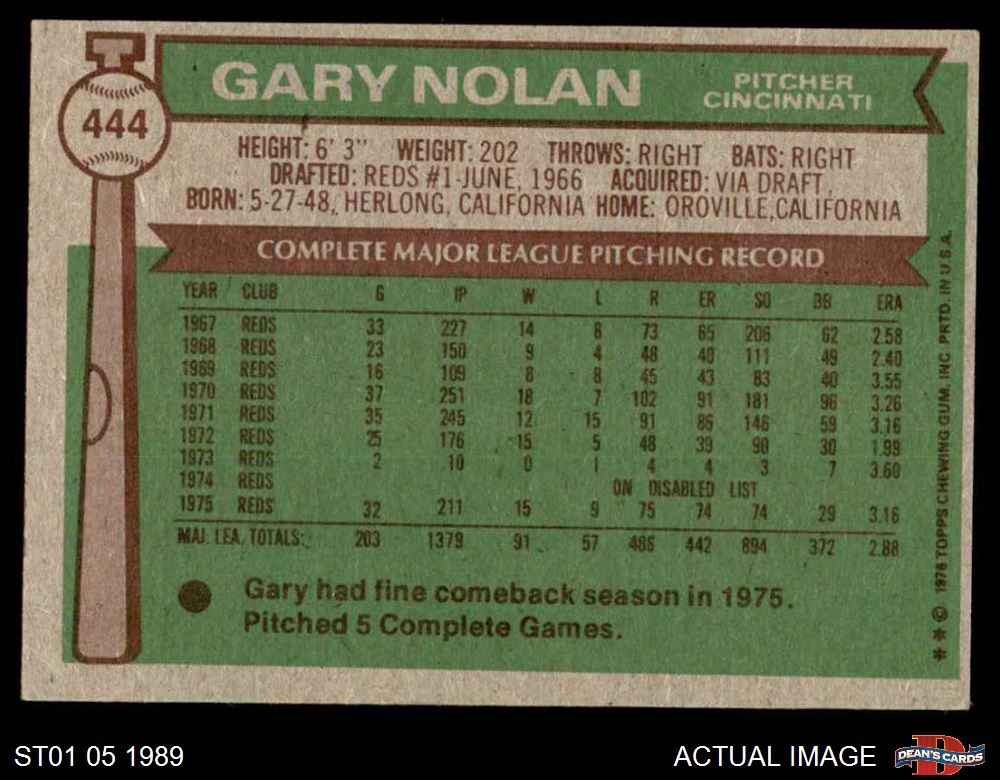 444
GARY NOLAN
PITCHER
CINCINNATI
HEIGHT: 6' 3" WEIGHT: 202 THROWS: RIGHT BATS: RIGHT
DRAFTED: REDS #1-JUNE, 1966 ACQUIRED: VIA DRAFT
BORN: 5-27-48, HERLONG, CALIFORNIA HOME: OROVILLE, CALIFORNIA
COMPLETE MAJOR LEAGUE PITCHING RECORD
YEAR CLUB G IP W L R ER SO BB ERA
1967 REDS 33 227 14 8 73 65 206 62 2.58
1968 REDS 23 150 9 4 48 40 111 49 2.40
1969 REDS 16 109 8 8 45 43 83 40 3.55
1970 REDS 37 251 18 7 102 91 181 96 3.26
1971 REDS 35 245 12 15 91 86 146 59 3.16
1972 REDS 25 176 15 5 48 39 90 30 1.99
1973 REDS 2 10 0 1 4 4 3 7 3.60
1974 REDS ON DISABLED LIST
1975 REDS 32 211 15 9 75 74 74 29 3.16
MAJ. LEA. TOTALS: 203 1379 91 57 486 442 894 372 2.88
Gary had fine comeback season in 1975.
Pitched 5 Complete Games.
** © 1976 TOPPS CHEWING GUM, INC. PRTD. IN U.S.A.
ST01 05 1989
ACTUAL IMAGE
D
DEAN'S CARDS